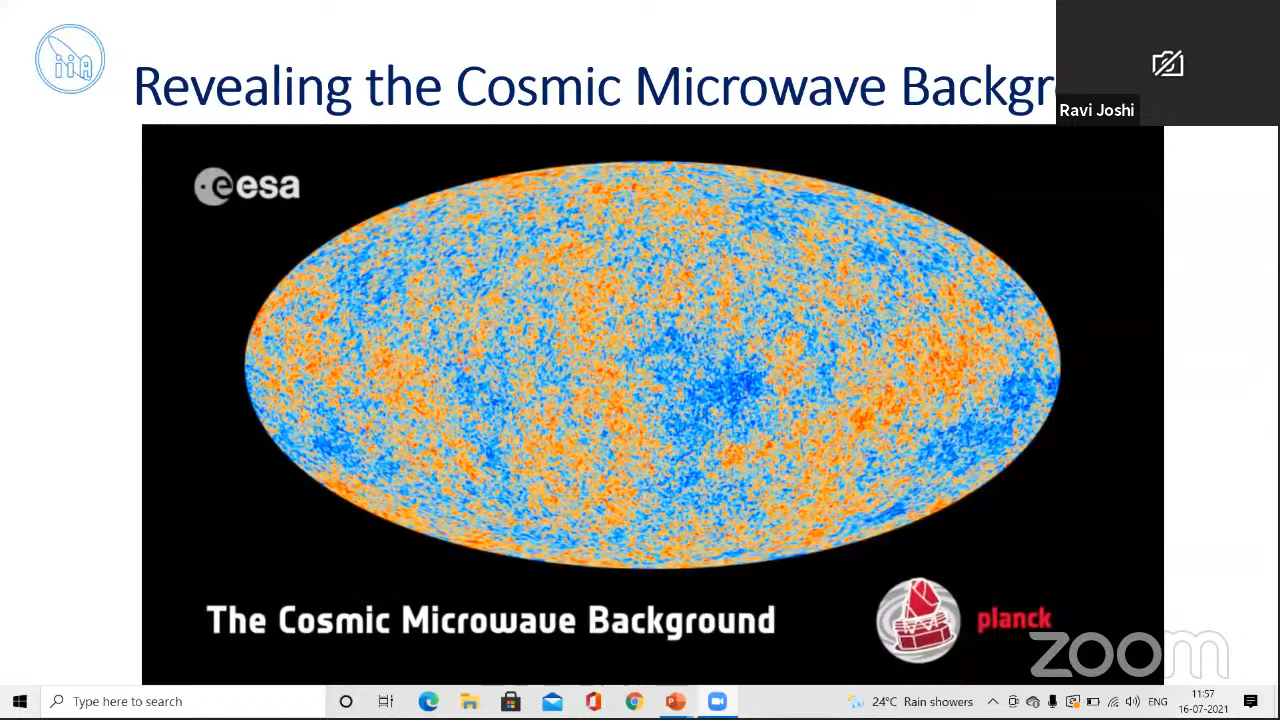 iiA
Revealing the Cosmic Microwave Backgr
Ravi Joshi
esa
The Cosmic Microwave Background
planck
zoom
Type here to search
24°C Rain showers
ENG
11:57
16-07-2021